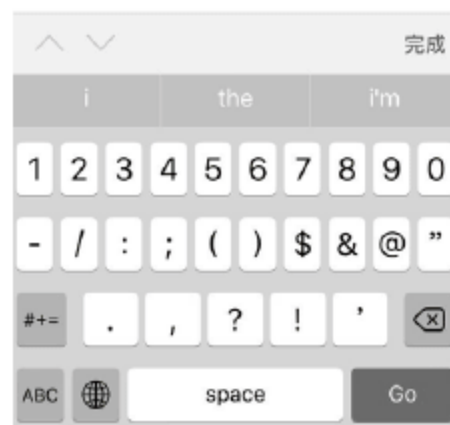 完成
i the i'm
1 2 3 4 5 6 7 8 9 0
- / : ; ( ) $ & @ ”
#+= . , ? ! ’
ABC space Go